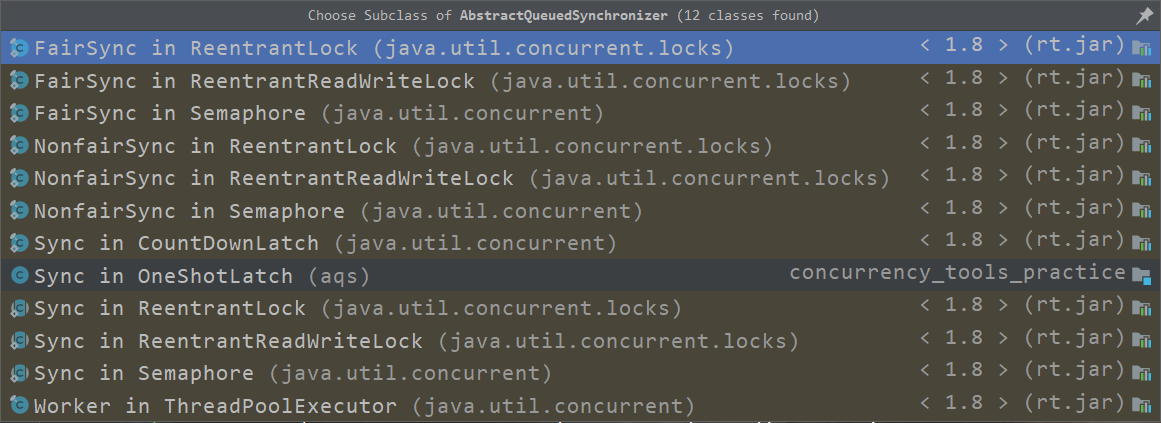 Choose Subclass of AbstractQueuedSynchronizer (12 classes found)
FairSync in ReentrantLock (java.util.concurrent.locks) < 1.8 > (rt.jar)
FairSync in ReentrantReadWriteLock (java.util.concurrent.locks) < 1.8 > (rt.jar)
FairSync in Semaphore (java.util.concurrent) < 1.8 > (rt.jar)
NonfairSync in ReentrantLock (java.util.concurrent.locks) < 1.8 > (rt.jar)
NonfairSync in ReentrantReadWriteLock (java.util.concurrent.locks) < 1.8 > (rt.jar)
NonfairSync in Semaphore (java.util.concurrent) < 1.8 > (rt.jar)
Sync in CountDownLatch (java.util.concurrent) < 1.8 > (rt.jar)
Sync in OneShotLatch (aqs) concurrency_tools_practice
Sync in ReentrantLock (java.util.concurrent.locks) < 1.8 > (rt.jar)
Sync in ReentrantReadWriteLock (java.util.concurrent.locks) < 1.8 > (rt.jar)
Sync in Semaphore (java.util.concurrent) < 1.8 > (rt.jar)
Worker in ThreadPoolExecutor (java.util.concurrent) < 1.8 > (rt.jar)